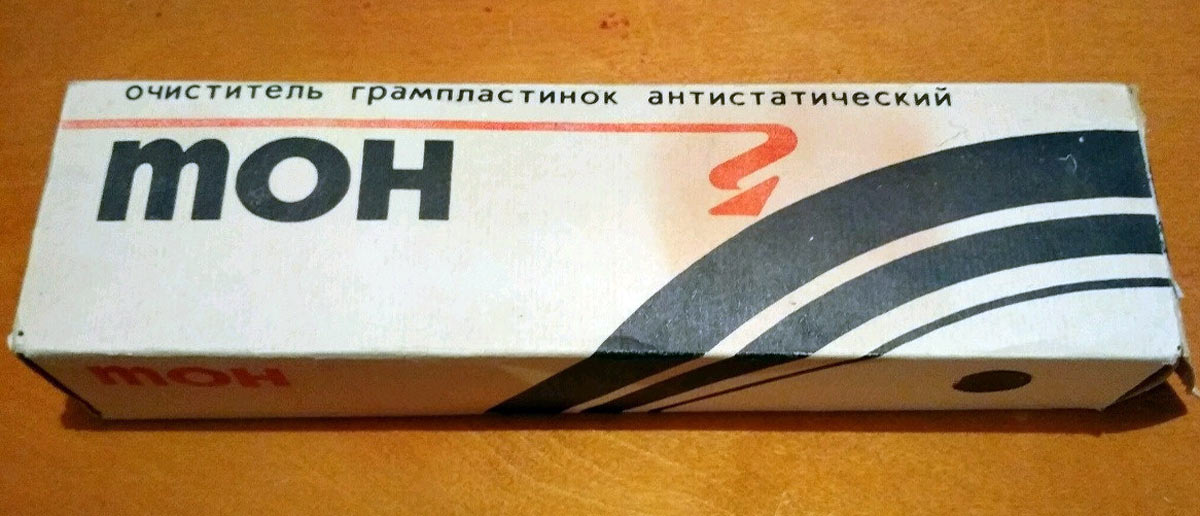 очиститель грампластинок антистатический
тон
тон